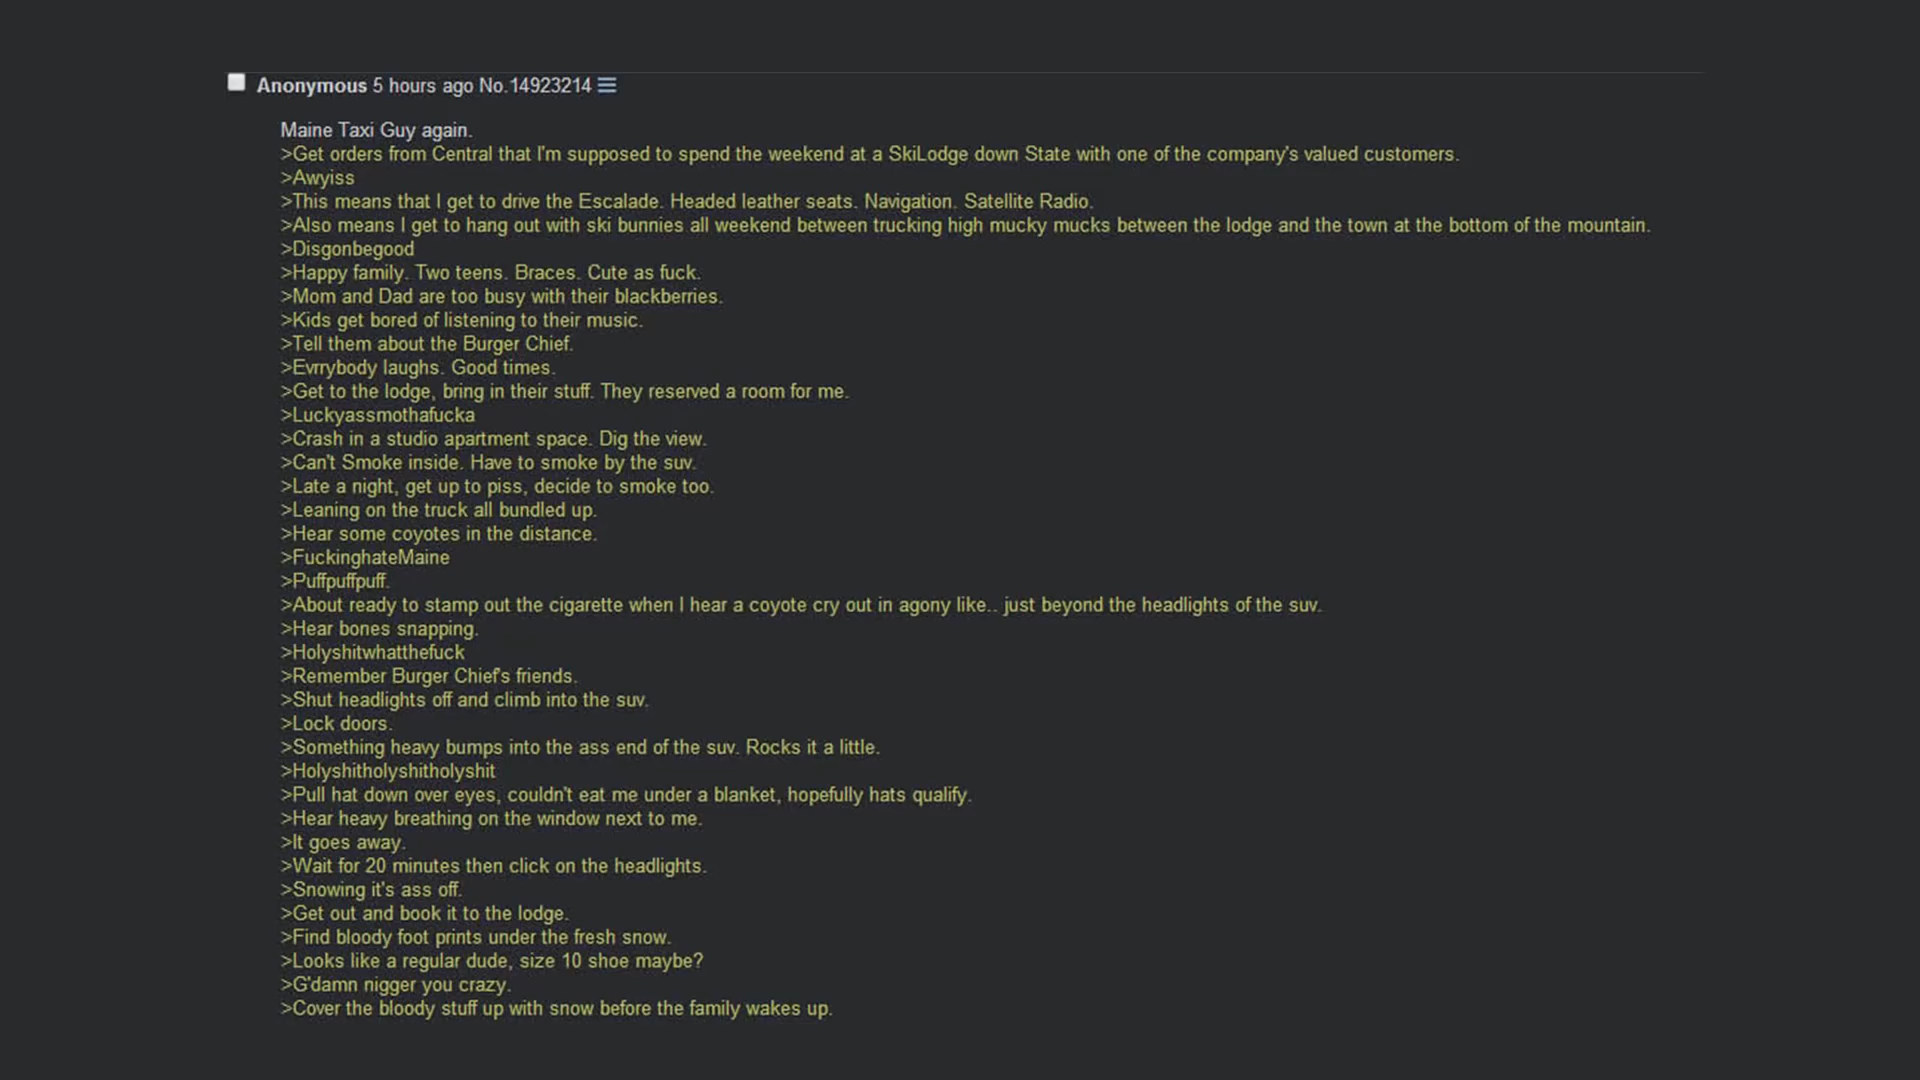 Anonymous 5 hours ago No.14923214
Maine Taxi Guy again.
>Get orders from Central that I'm supposed to spend the weekend at a SkiLodge down State with one of the company's valued customers.
>Awyiss
>This means that I get to drive the Escalade. Headed leather seats. Navigation. Satellite Radio.
>Also means I get to hang out with ski bunnies all weekend between trucking high mucky mucks between the lodge and the town at the bottom of the mountain.
>Disgonbegood
>Happy family. Two teens. Braces. Cute as fuck.
>Mom and Dad are too busy with their blackberries.
>Kids get bored of listening to their music.
>Tell them about the Burger Chief.
>Evrrybody laughs. Good times.
>Get to the lodge, bring in their stuff. They reserved a room for me.
>Luckyassmothafucka
>Crash in a studio apartment space. Dig the view.
>Can't Smoke inside. Have to smoke by the suv.
>Late a night, get up to piss, decide to smoke too.
>Leaning on the truck all bundled up.
>Hear some coyotes in the distance.
>FuckinghateMaine
>Puffpuffpuff.
>About ready to stamp out the cigarette when I hear a coyote cry out in agony like.. just beyond the headlights of the suv.
>Hear bones snapping.
>Holyshitwhatthefuck
>Remember Burger Chief's friends.
>Shut headlights off and climb into the suv.
>Lock doors.
>Something heavy bumps into the ass end of the suv. Rocks it a little.
>Holyshitholyshitholyshit
>Pull hat down over eyes, couldn't eat me under a blanket, hopefully hats qualify.
>Hear heavy breathing on the window next to me.
>It goes away.
>Wait for 20 minutes then click on the headlights.
>Snowing it's ass off.
>Get out and book it to the lodge.
>Find bloody foot prints under the fresh snow.
>Looks like a regular dude, size 10 shoe maybe?
>G'damn nigger you crazy.
>Cover the bloody stuff up with snow before the family wakes up.